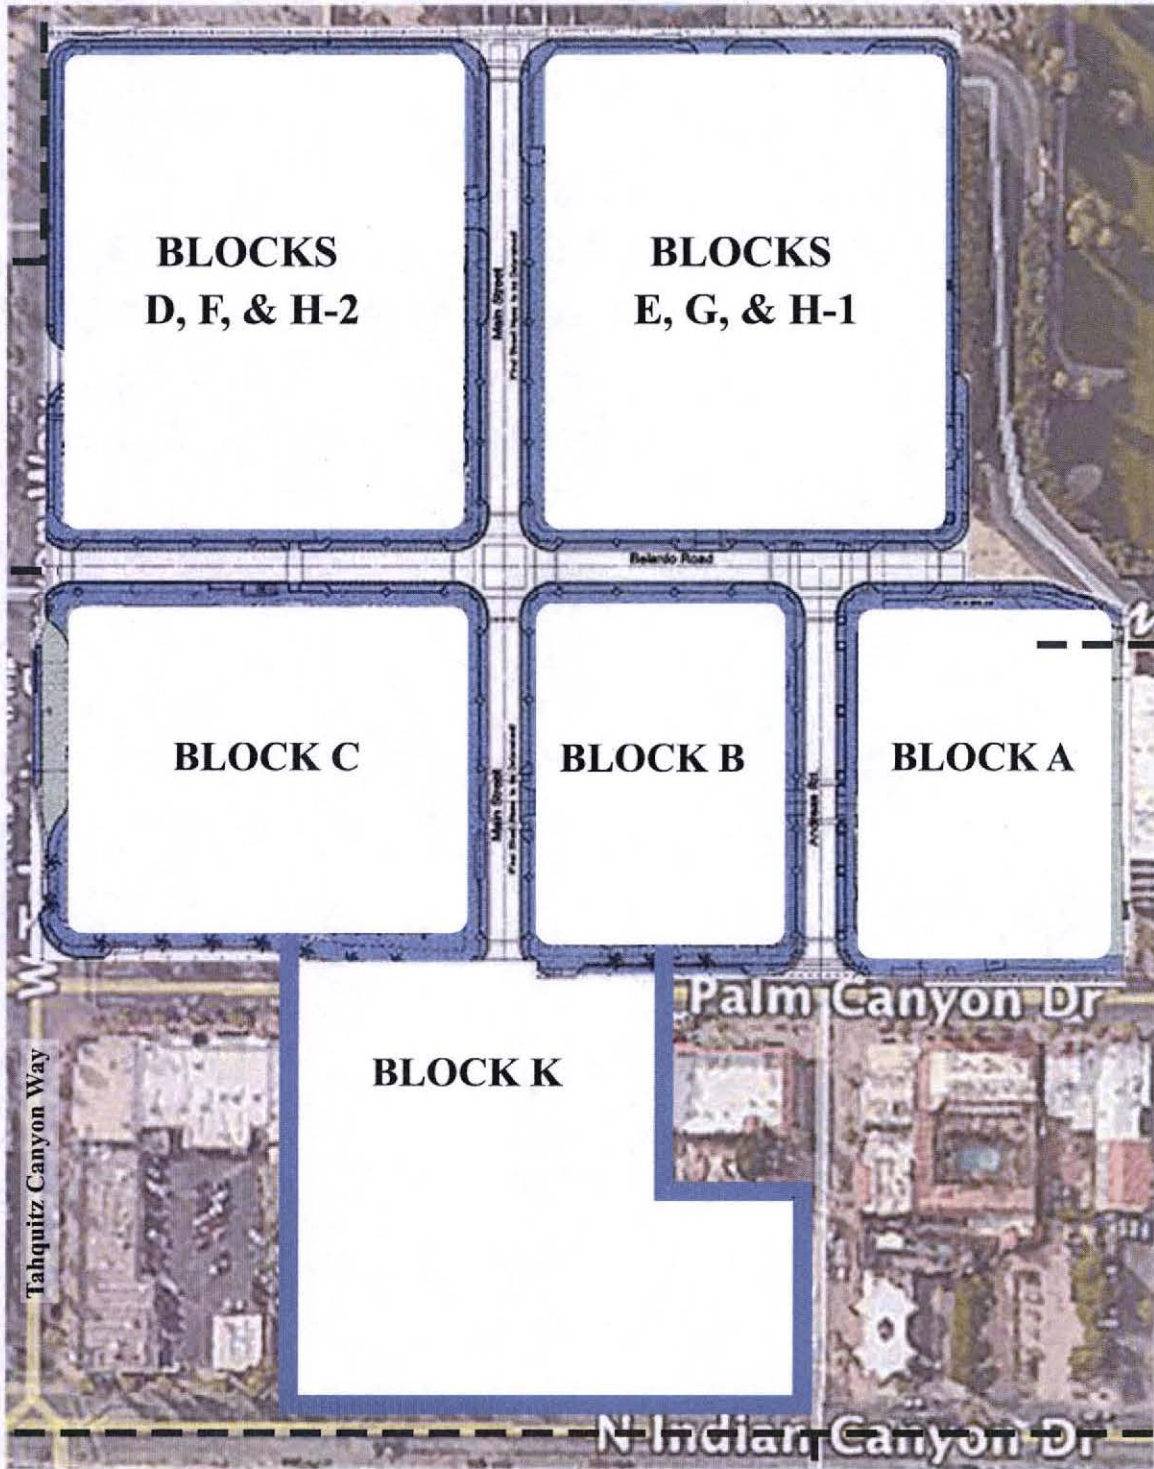 BLOCKS
D, F, & H-2
BLOCKS
E, G, & H-1
Main Street
Belardo Road
BLOCK C
BLOCK B
BLOCK A
Main Street
Andreas Rd
W
Palm Canyon Dr
BLOCK K
Tahquitz Canyon Way
N Indian Canyon Dr